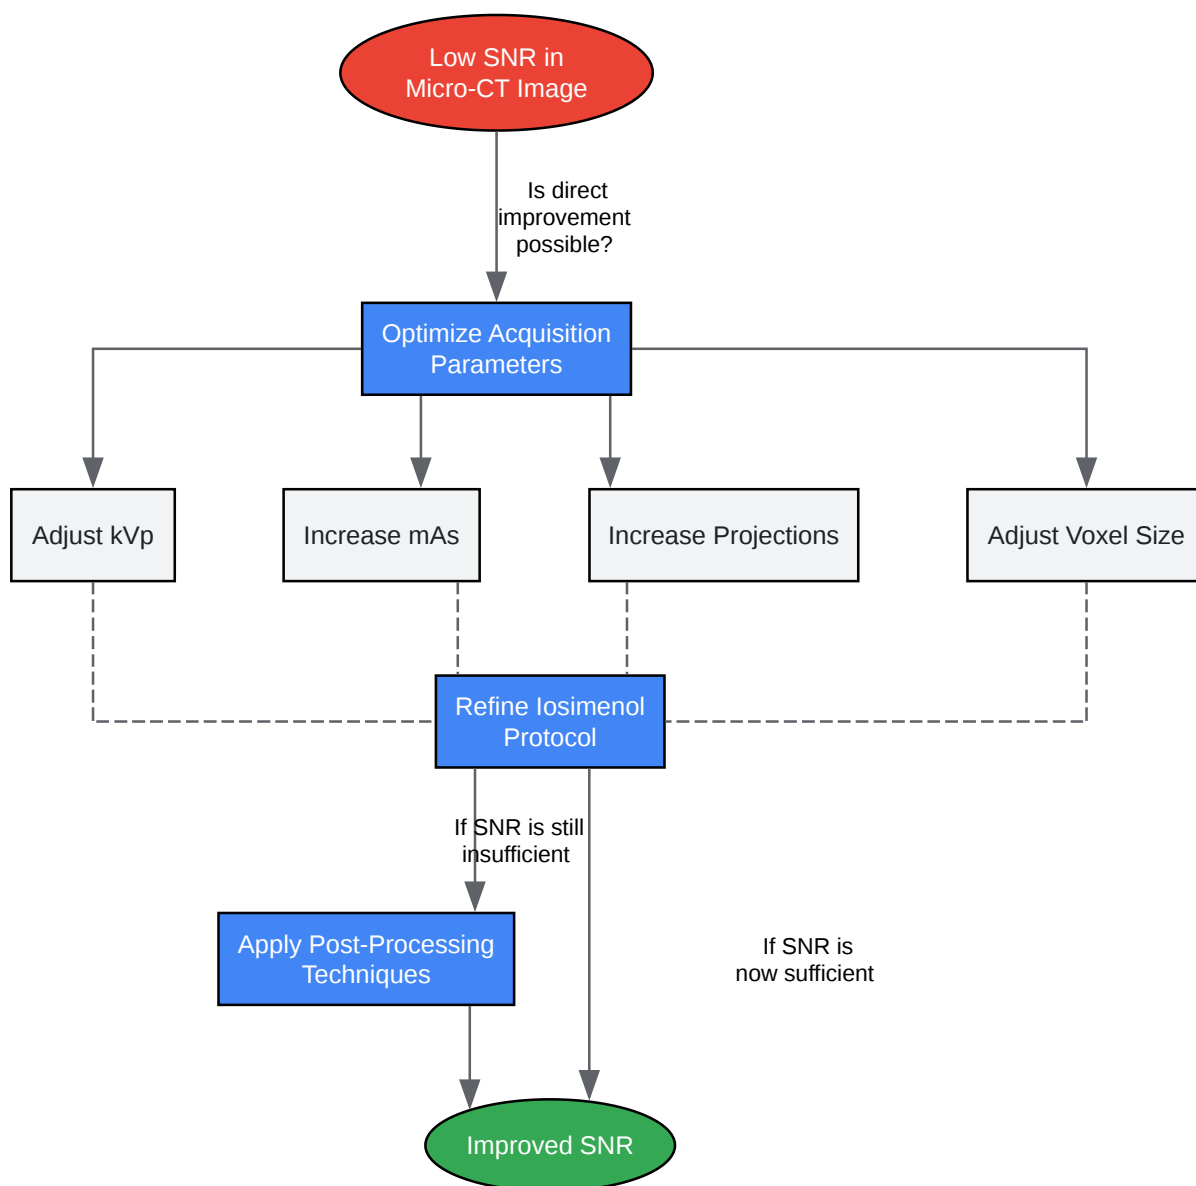 Low SNR in
Micro-CT Image
Is direct
improvement
possible?
Optimize Acquisition
Parameters
Adjust kVp
Increase mAs
Increase Projections
Adjust Voxel Size
Refine Iosimenol
Protocol
If SNR is still
insufficient
Apply Post-Processing
Techniques
If SNR is
now sufficient
Improved SNR